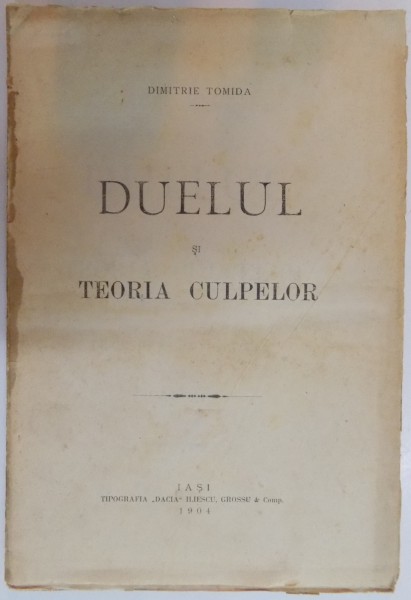 DIMITRIE TOMIDA
DUELUL
ŞI
TEORIA CULPELOR
IAŞI
TIPOGRAFIA „DACIA“ ILIESCU, GROSSU & Comp.
1904